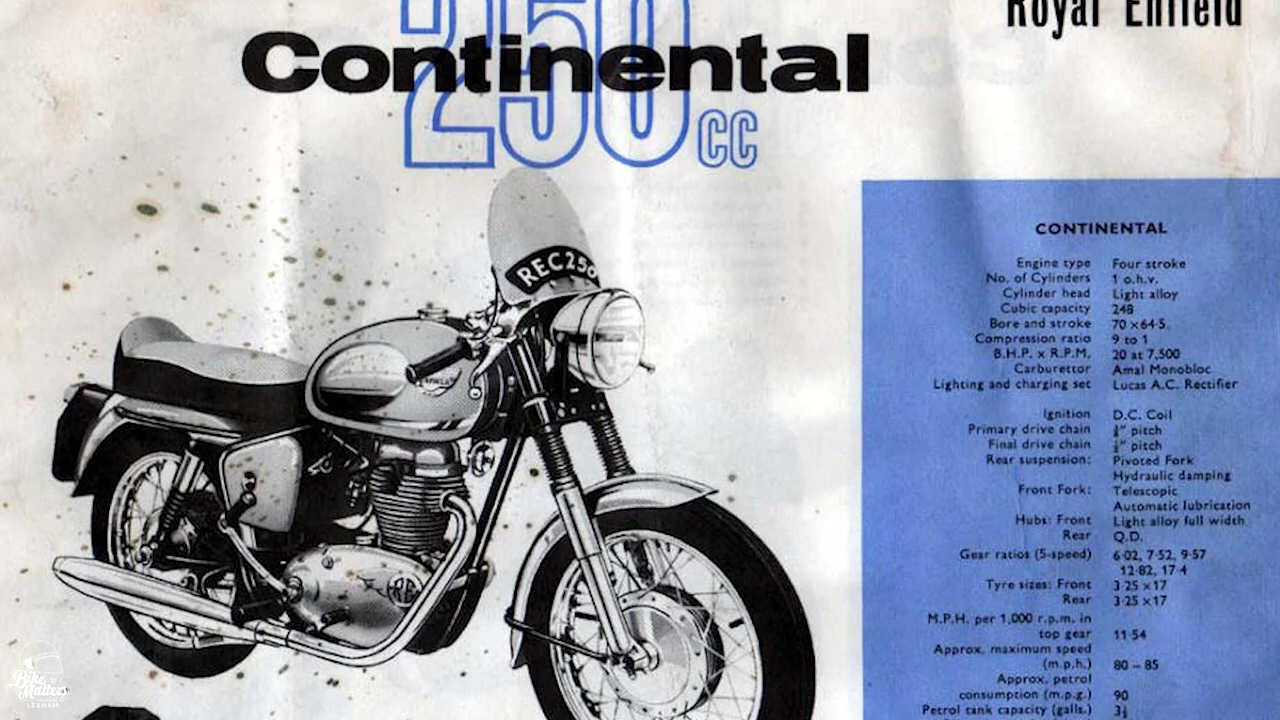 Royal Enfield
250
Continental
cc
REC250
CONTINENTAL
Engine type Four stroke
No. of Cylinders 1 o.h.v.
Cylinder head Light alloy
Cubic capacity 248
Bore and stroke 70 x 64·5
Compression ratio 9 to 1
B.H.P. x R.P.M. 20 at 7,500
Carburettor Amal Monobloc
Lighting and charging set Lucas A.C. Rectifier
Ignition D.C. Coil
Primary drive chain pitch
Final drive chain pitch
Rear suspension: Pivoted Fork
Hydraulic damping
Front Fork: Telescopic
Automatic lubrication
Hubs: Front Light alloy full width
Rear Q.D.
Gear ratios (5-speed) 6·02, 7·52, 9·57
12·82, 17·4
Tyre sizes: Front 3·25 x 17
Rear 3·25 x 17
M.P.H. per 1,000 r.p.m. in
top gear 11·54
Approx. maximum speed
(m.p.h.) 80 – 85
Approx. petrol
consumption (m.p.g.) 90
Petrol tank capacity (galls.) 3½
RE
Bike
Matters
LEXHAM